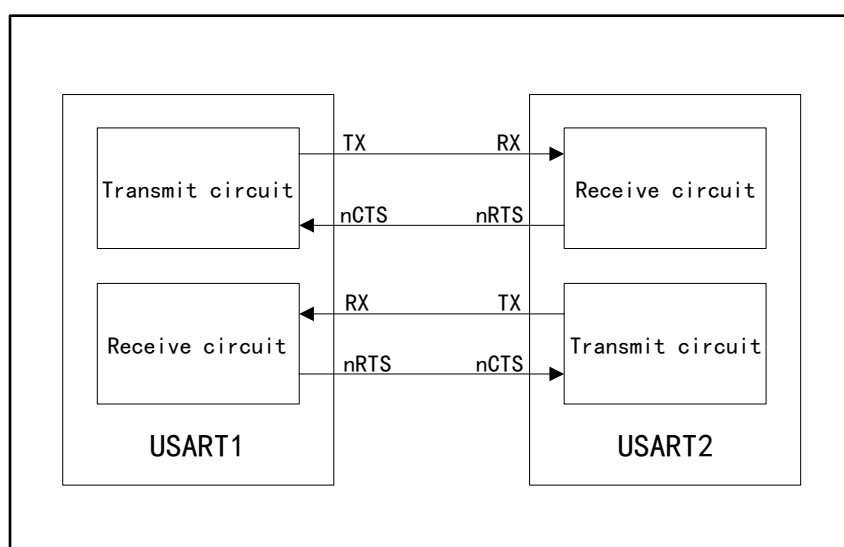 TX RX
Transmit circuit Receive circuit
nCTS nRTS
RX TX
Receive circuit Transmit circuit
nRTS nCTS
USART1 USART2